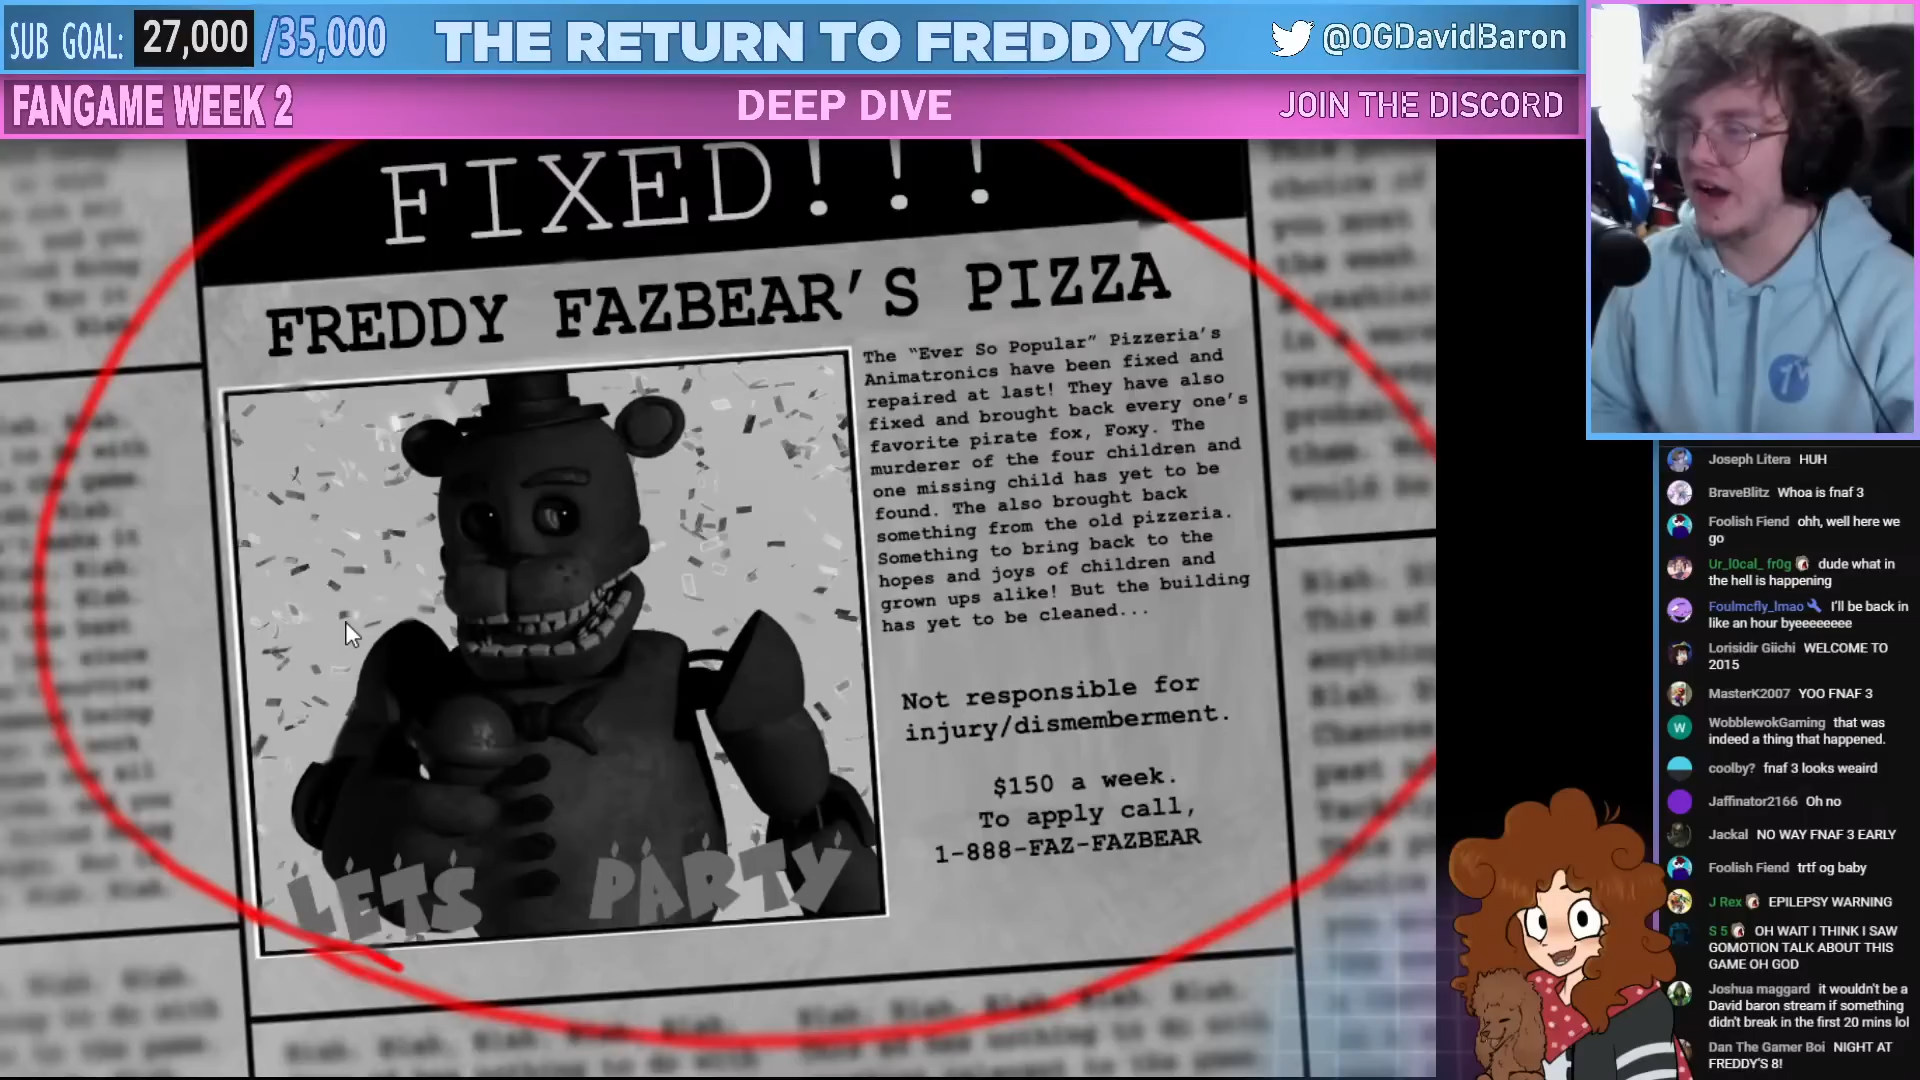 SUB GOAL: 27,000 /35,000
THE RETURN TO FREDDY'S
@OGDavidBaron
FANGAME WEEK 2
DEEP DIVE
JOIN THE DISCORD
FIXED!!!
FREDDY FAZBEAR'S PIZZA
The “Ever So Popular” Pizzeria's
Animatronics have been fixed and
repaired at last! They have also
fixed and brought back every one's
favorite pirate fox, Foxy. The
murderer of the four children and
one missing child has yet to be
found. The also brought back
something from the old pizzeria.
Something to bring back to the
hopes and joys of children and
grown ups alike! But the building
has yet to be cleaned...
Not responsible for
injury/dismemberment.
$150 a week.
To apply call,
1-888-FAZ-FAZBEAR
LETS PARTY
Joseph Litera HUH
BraveBlitz Whoa is fnaf 3
Foolish Fiend ohh, well here we
go
Ur_l0cal_ fr0g dude what in
the hell is happening
Foulmcfly_lmao I'll be back in
like an hour byeeeeeeee
Lorisidir Giichi WELCOME TO
2015
MasterK2007 YOO FNAF 3
W
WobblewokGaming that was
indeed a thing that happened.
coolby? fnaf 3 looks weaird
Jaffinator2166 Oh no
Jackal NO WAY FNAF 3 EARLY
Foolish Fiend trtf og baby
J Rex EPILEPSY WARNING
S 5 OH WAIT I THINK I SAW
GOMOTION TALK ABOUT THIS
GAME OH GOD
Joshua maggard it wouldn't be a
David baron stream if something
didn't break in the first 20 mins lol
Dan The Gamer Boi NIGHT AT
FREDDY'S 8!